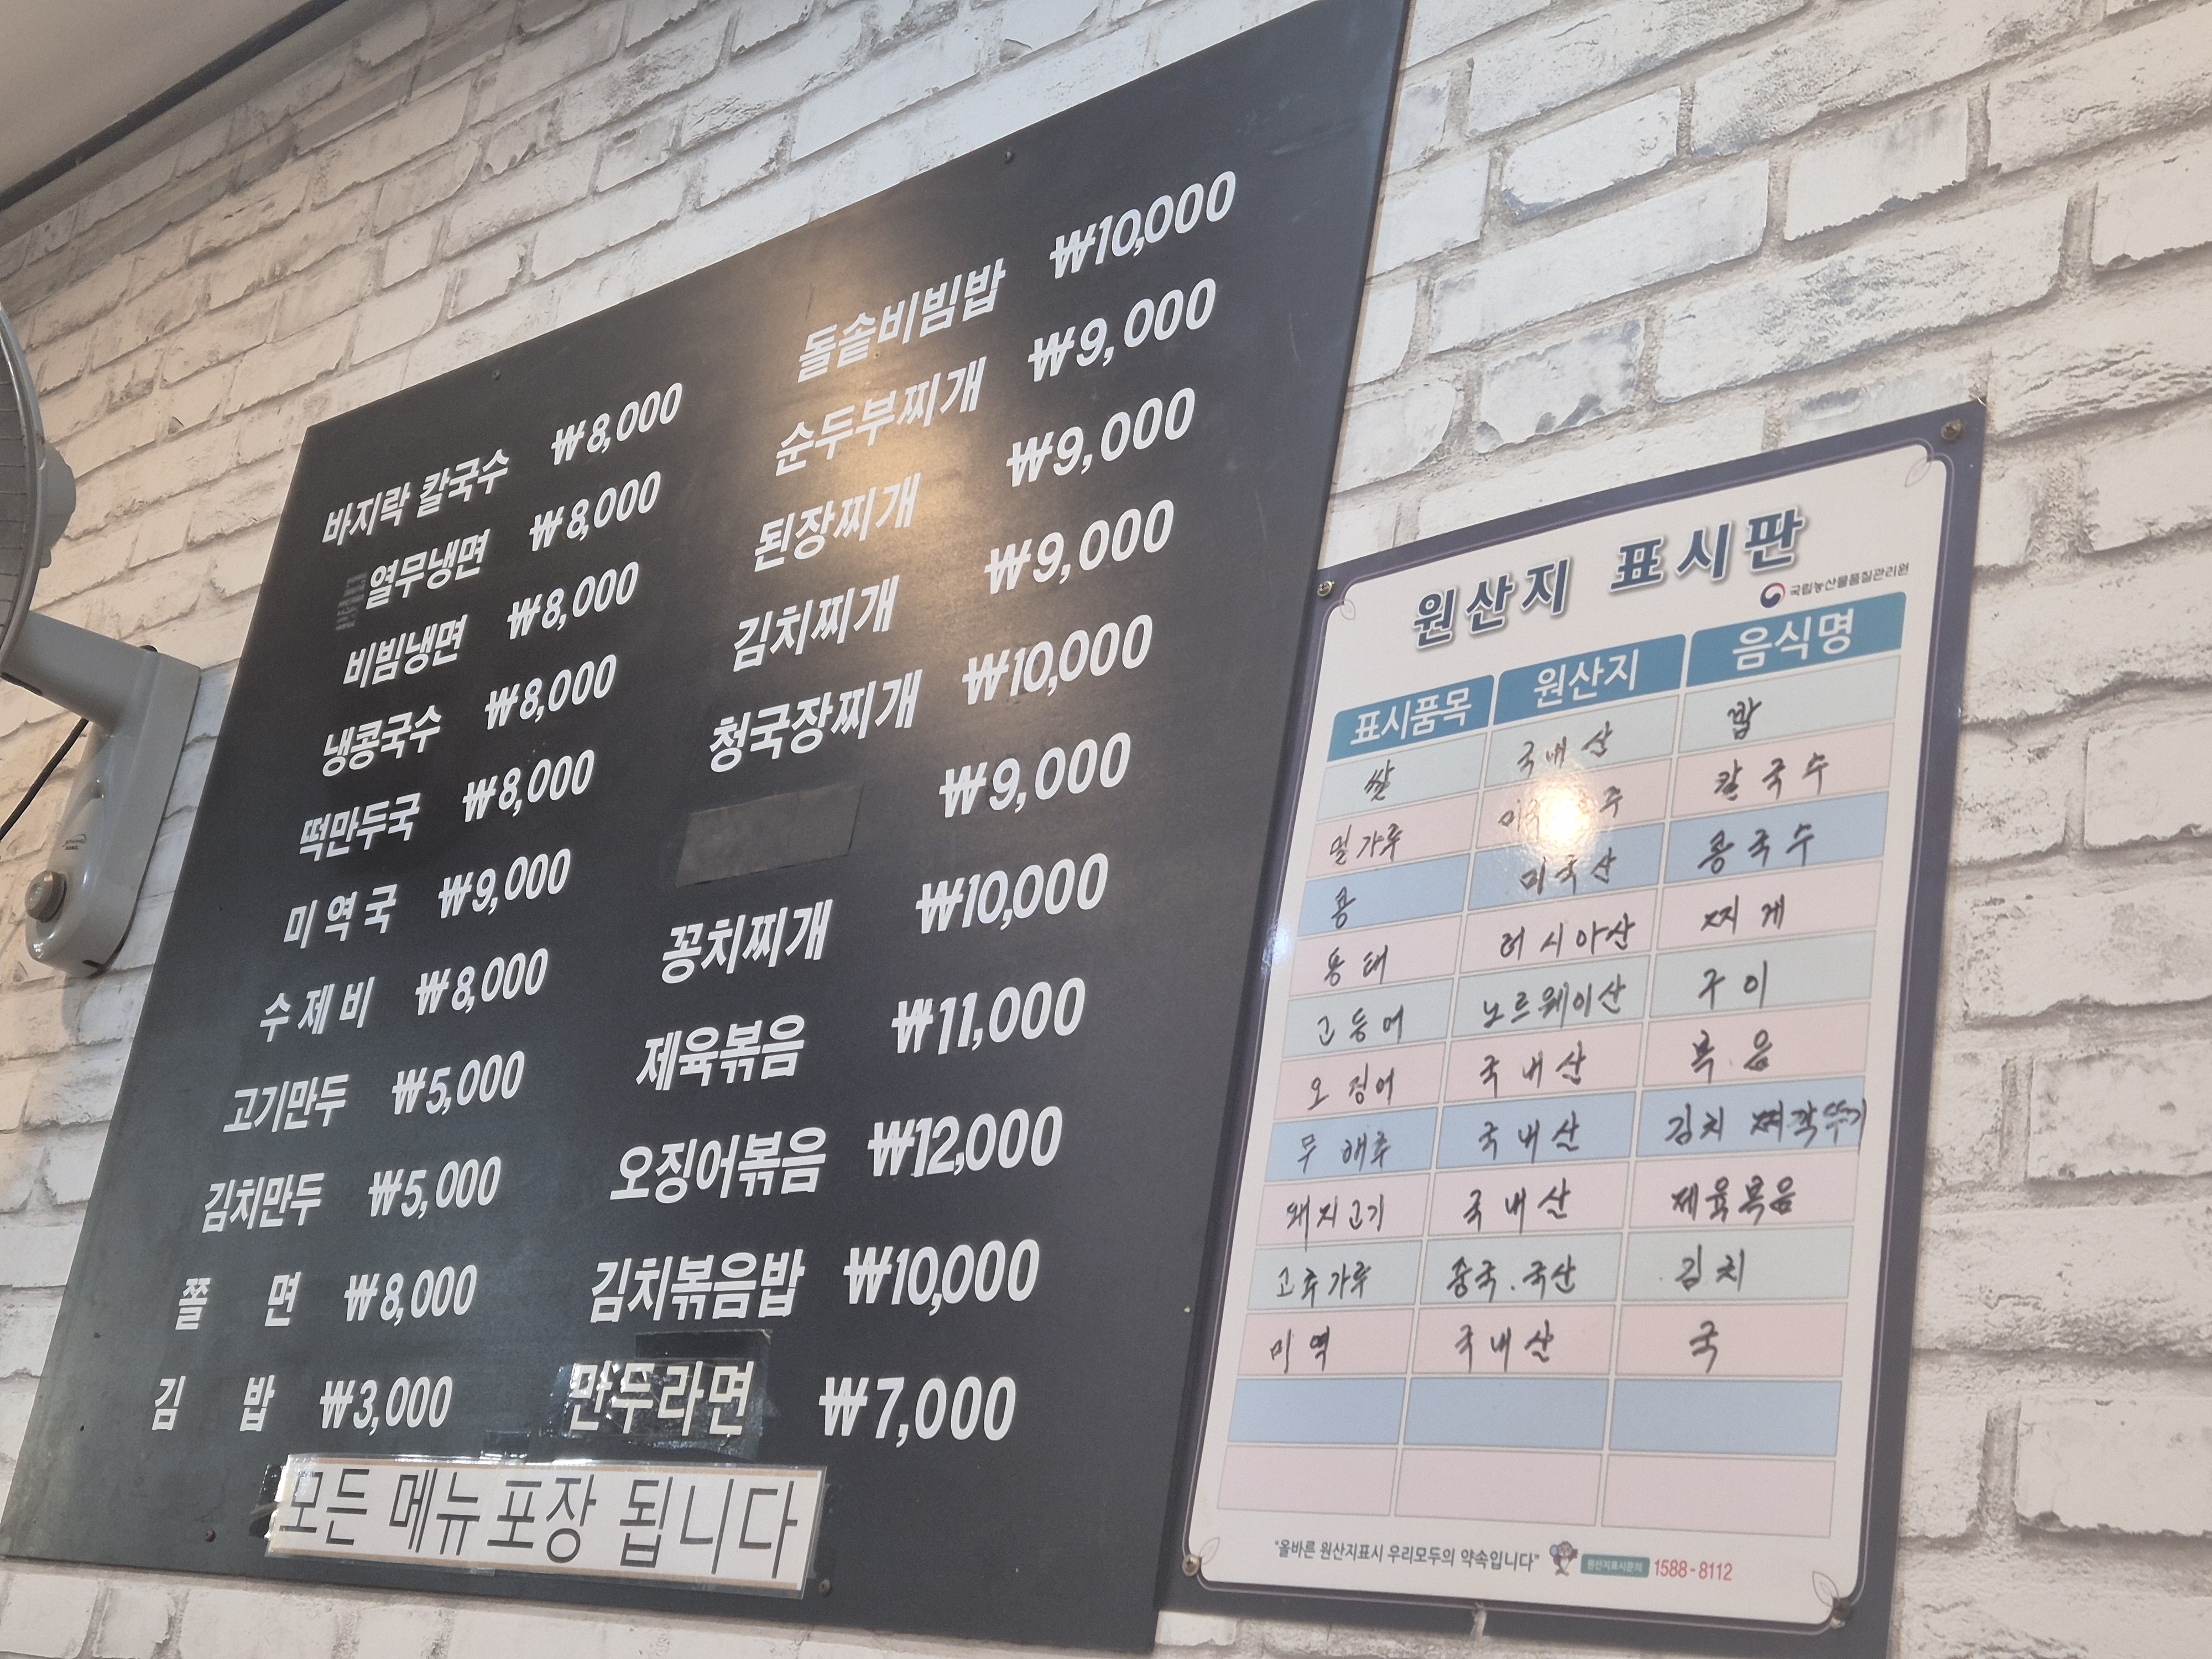 바지락 칼국수 ₩8,000
열무냉면 ₩8,000
비빔냉면 ₩8,000
냉콩국수 ₩8,000
떡만두국 ₩8,000
미역국 ₩9,000
수제비 ₩8,000
고기만두 ₩5,000
김치만두 ₩5,000
쫄 면 ₩8,000
김 밥 ₩3,000
돌솥비빔밥 ₩10,000
순두부찌개 ₩9,000
된장찌개 ₩9,000
김치찌개 ₩9,000
청국장찌개 ₩10,000
₩9,000
꽁치찌개 ₩10,000
제육볶음 ₩11,000
오징어볶음 ₩12,000
김치볶음밥 ₩10,000
만두라면 ₩7,000
모든 메뉴 포장 됩니다
원산지 표시판
국립농산물품질관리원
표시품목 원산지 음식명
쌀 국내산 밥
밀가루 칼국수
콩 미국산 콩국수
동태 러시아산 찌게
고등어 노르웨이산 구이
오징어 국내산 볶음
무 배추 국내산 김치 깍뚜기
돼지고기 국내산 제육볶음
고추가루 중국.국산 김치
미역 국내산 국
"올바른 원산지표시 우리모두의 약속입니다" 원산지표시문의 1588-8112